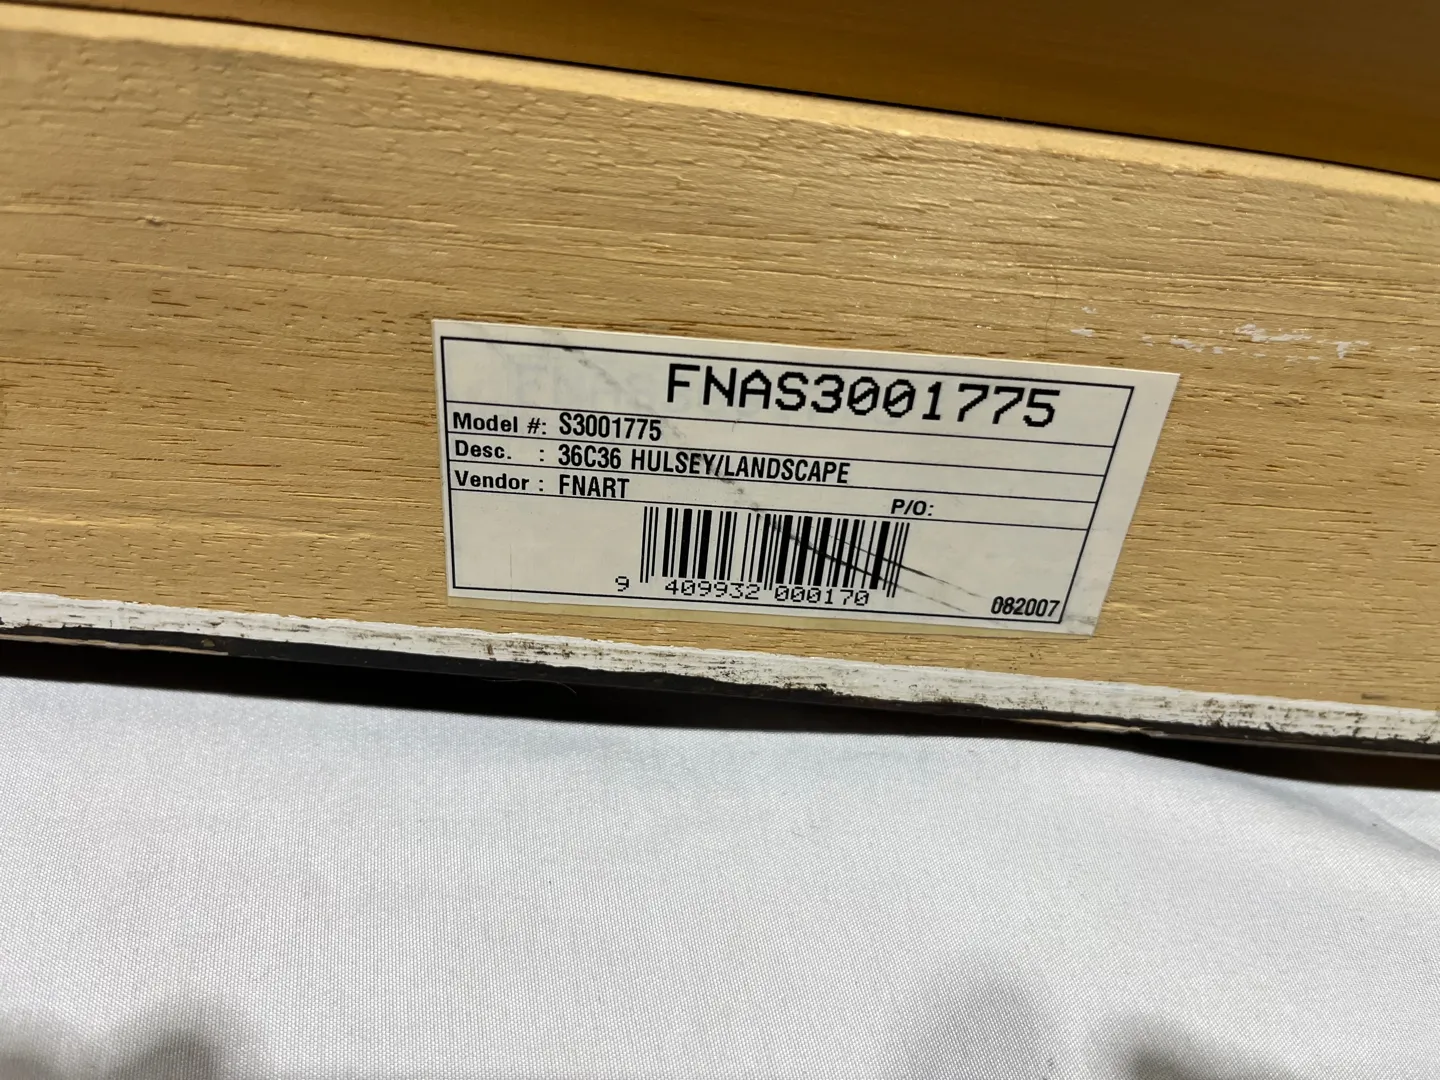 FNAS3001775
Model #: S3001775
Desc. : 36C36 HULSEY/LANDSCAPE
Vendor : FNART
P/O:
9 409932 000170
082007